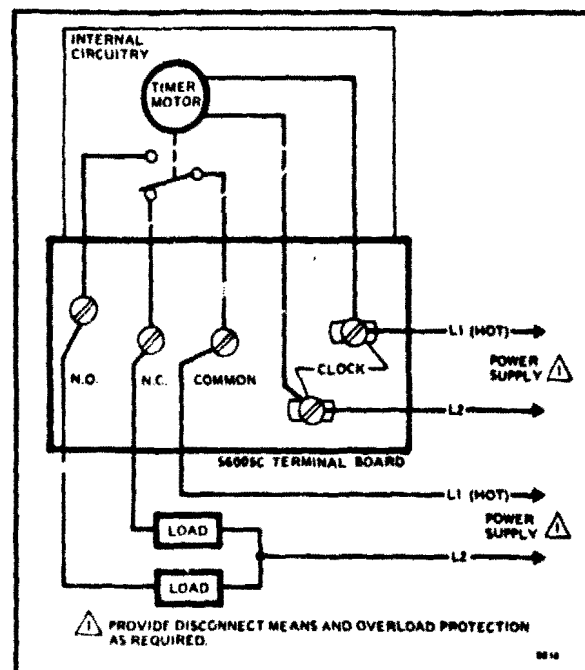 INTERNAL
CIRCUITRY
TIMER
MOTOR
N.O.
N.C.
COMMON
CLOCK
L1 (HOT)
POWER
SUPPLY
!
L2
S6005C TERMINAL BOARD
L1 (HOT)
POWER
SUPPLY
!
L2
LOAD
LOAD
! PROVIDE DISCONNECT MEANS AND OVERLOAD PROTECTION
AS REQUIRED.